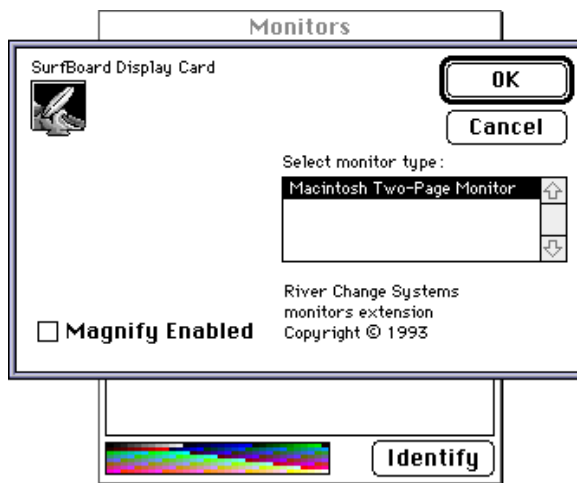 Monitors
SurfBoard Display Card
OK
Cancel
Select monitor type:
Macintosh Two-Page Monitor
River Change Systems
monitors extension
Copyright © 1993
Magnify Enabled
Identify